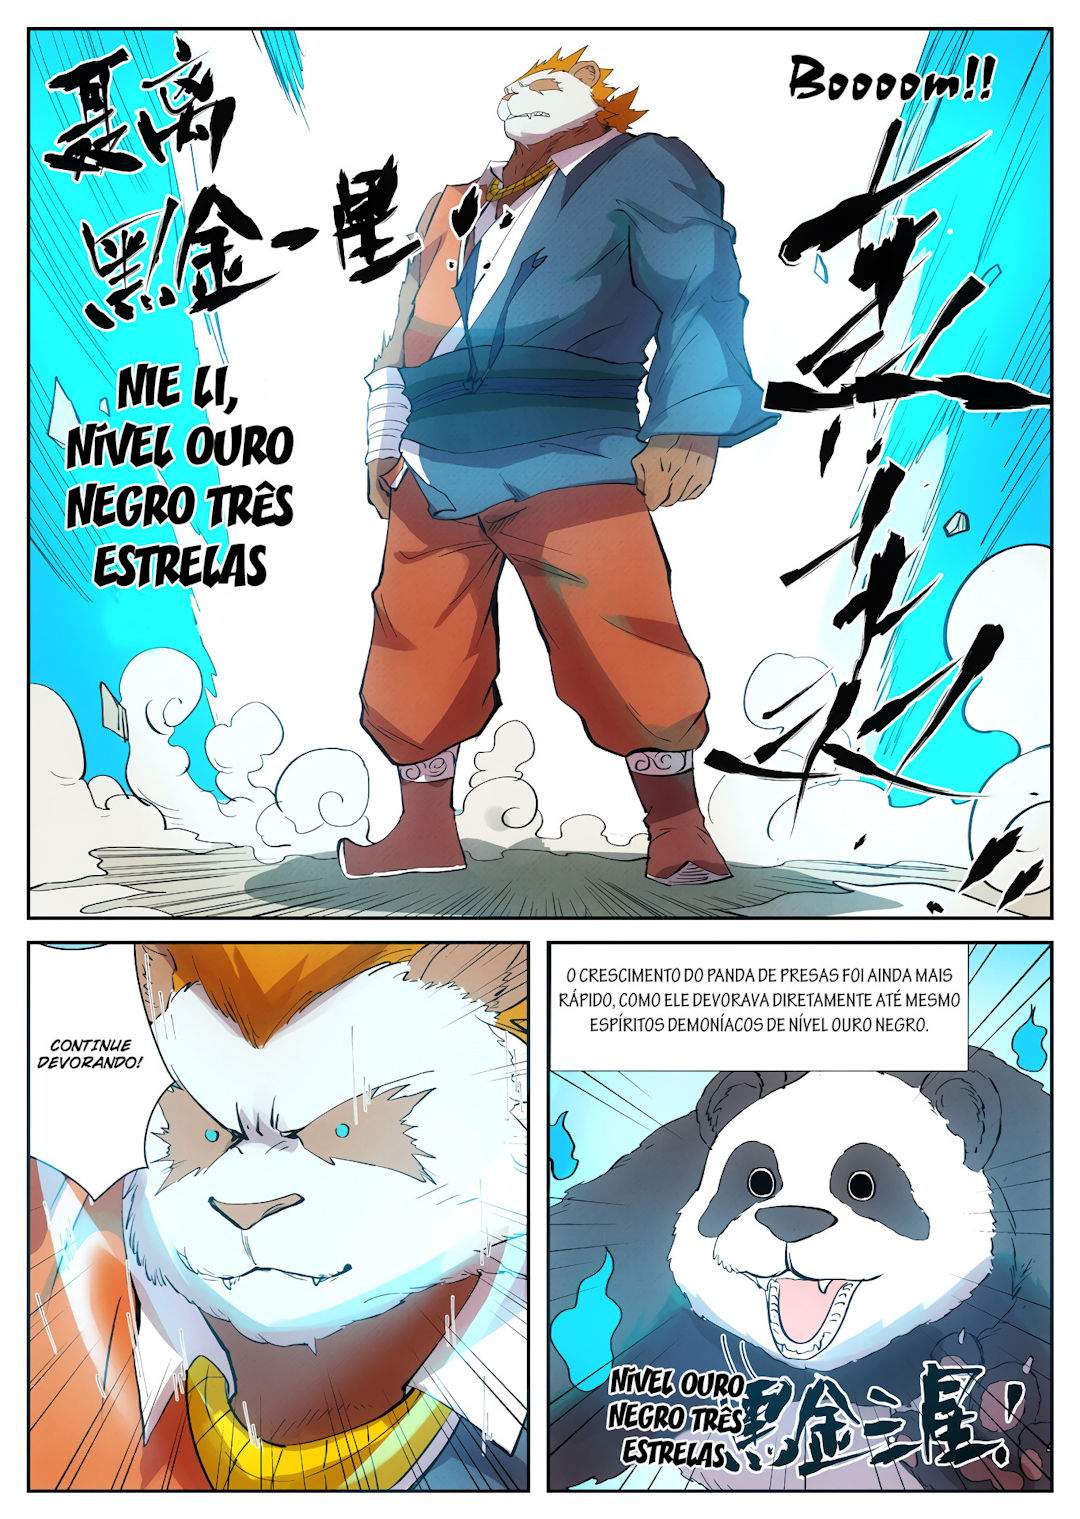 聂离
黑金一星
Boooom!!
NIE LI,
NÍVEL OURO
NEGRO TRÊS
ESTRELAS
CONTINUE
DEVORANDO!
O CRESCIMENTO DO PANDA DE PRESAS FOI AINDA MAIS
RÁPIDO, COMO ELE DEVORAVA DIRETAMENTE ATÉ MESMO
ESPÍRITOS DEMONÍACOS DE NÍVEL OURO NEGRO.
NÍVEL OURO
NEGRO TRÊS
ESTRELAS
黑金三星!